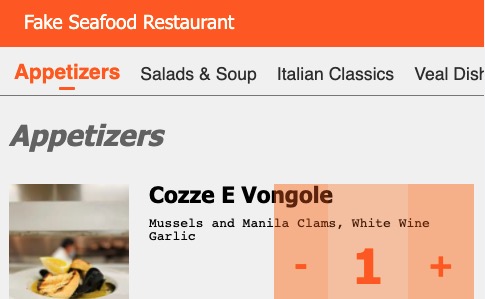 Fake Seafood Restaurant
Appetizers Salads & Soup Italian Classics Veal Dish
Appetizers
Cozze E Vongole
Mussels and Manila Clams, White Wine
Garlic
- 1 +